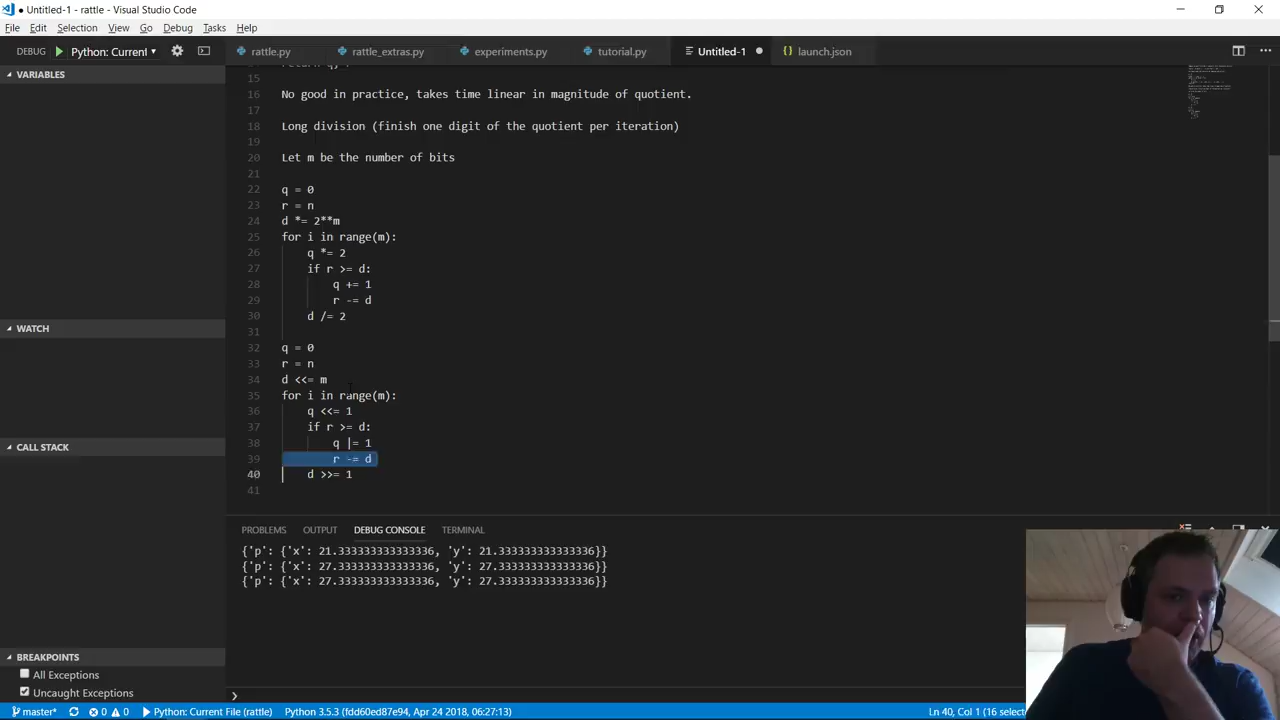 ● Untitled-1 - rattle - Visual Studio Code
File Edit Selection View Go Debug Tasks Help
DEBUG Python: Current rattle.py rattle_extras.py experiments.py tutorial.py Untitled-1 launch.json
VARIABLES
WATCH
CALL STACK
BREAKPOINTS
All Exceptions
Uncaught Exceptions
15
16 No good in practice, takes time linear in magnitude of quotient.
17
18 Long division (finish one digit of the quotient per iteration)
19
20 Let m be the number of bits
21
22 q = 0
23 r = n
24 d *= 2**m
25 for i in range(m):
26 q *= 2
27 if r >= d:
28 q += 1
29 r -= d
30 d /= 2
31
32 q = 0
33 r = n
34 d <<= m
35 for i in range(m):
36 q <<= 1
37 if r >= d:
38 q |= 1
39 r -= d
40 d >>= 1
41
PROBLEMS OUTPUT DEBUG CONSOLE TERMINAL
{'p': {'x': 21.333333333333336, 'y': 21.333333333333336}}
{'p': {'x': 27.333333333333336, 'y': 27.333333333333336}}
{'p': {'x': 27.333333333333336, 'y': 27.333333333333336}}
master* 0 0 Python: Current File (rattle) Python 3.5.3 (fdd60ed87e94, Apr 24 2018, 06:27:13) Ln 40, Col 1 (16 select